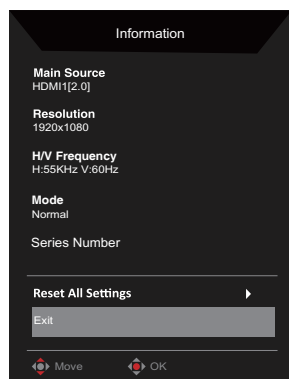 Information
Main Source
HDMI1[2.0]
Resolution
1920x1080
H/V Frequency
H:55KHz V:60Hz
Mode
Normal
Series Number
Reset All Settings
Exit
Move OK